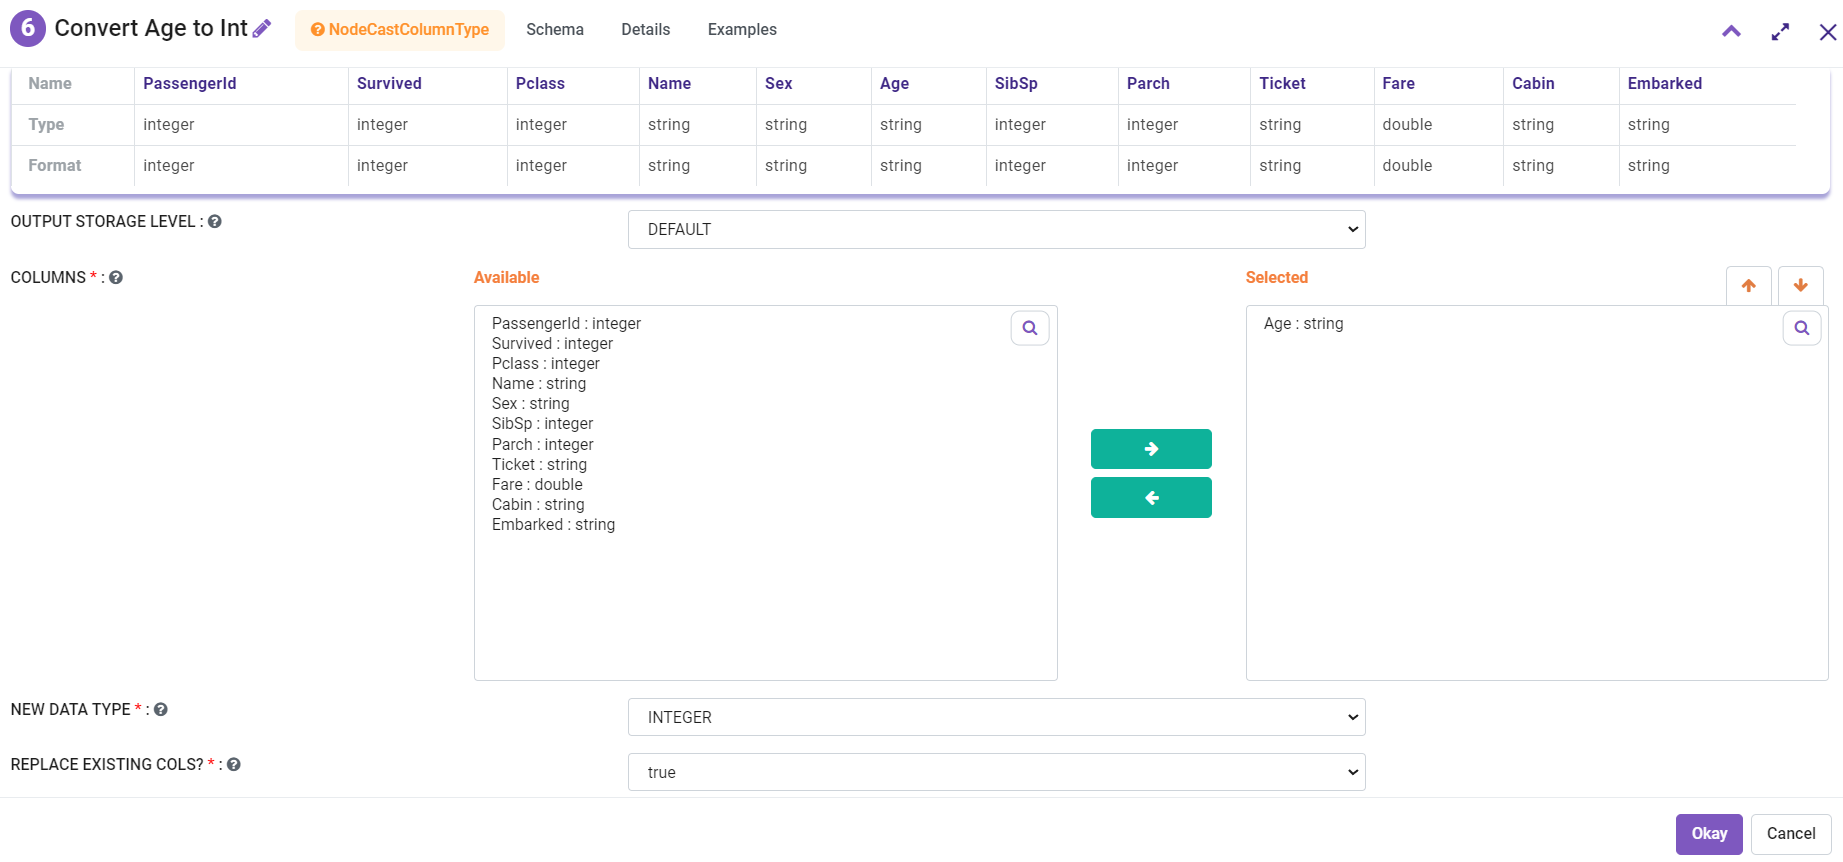 6 Convert Age to Int NodeCastColumnType Schema Details Examples
Name PassengerId Survived Pclass Name Sex Age SibSp Parch Ticket Fare Cabin Embarked
Type integer integer integer string string string integer integer string double string string
Format integer integer integer string string string integer integer string double string string
OUTPUT STORAGE LEVEL : DEFAULT
COLUMNS * : Available Selected
PassengerId : integer
Survived : integer
Pclass : integer
Name : string
Sex : string
SibSp : integer
Parch : integer
Ticket : string
Fare : double
Cabin : string
Embarked : string
Age : string
NEW DATA TYPE * : INTEGER
REPLACE EXISTING COLS? * : true
Okay Cancel